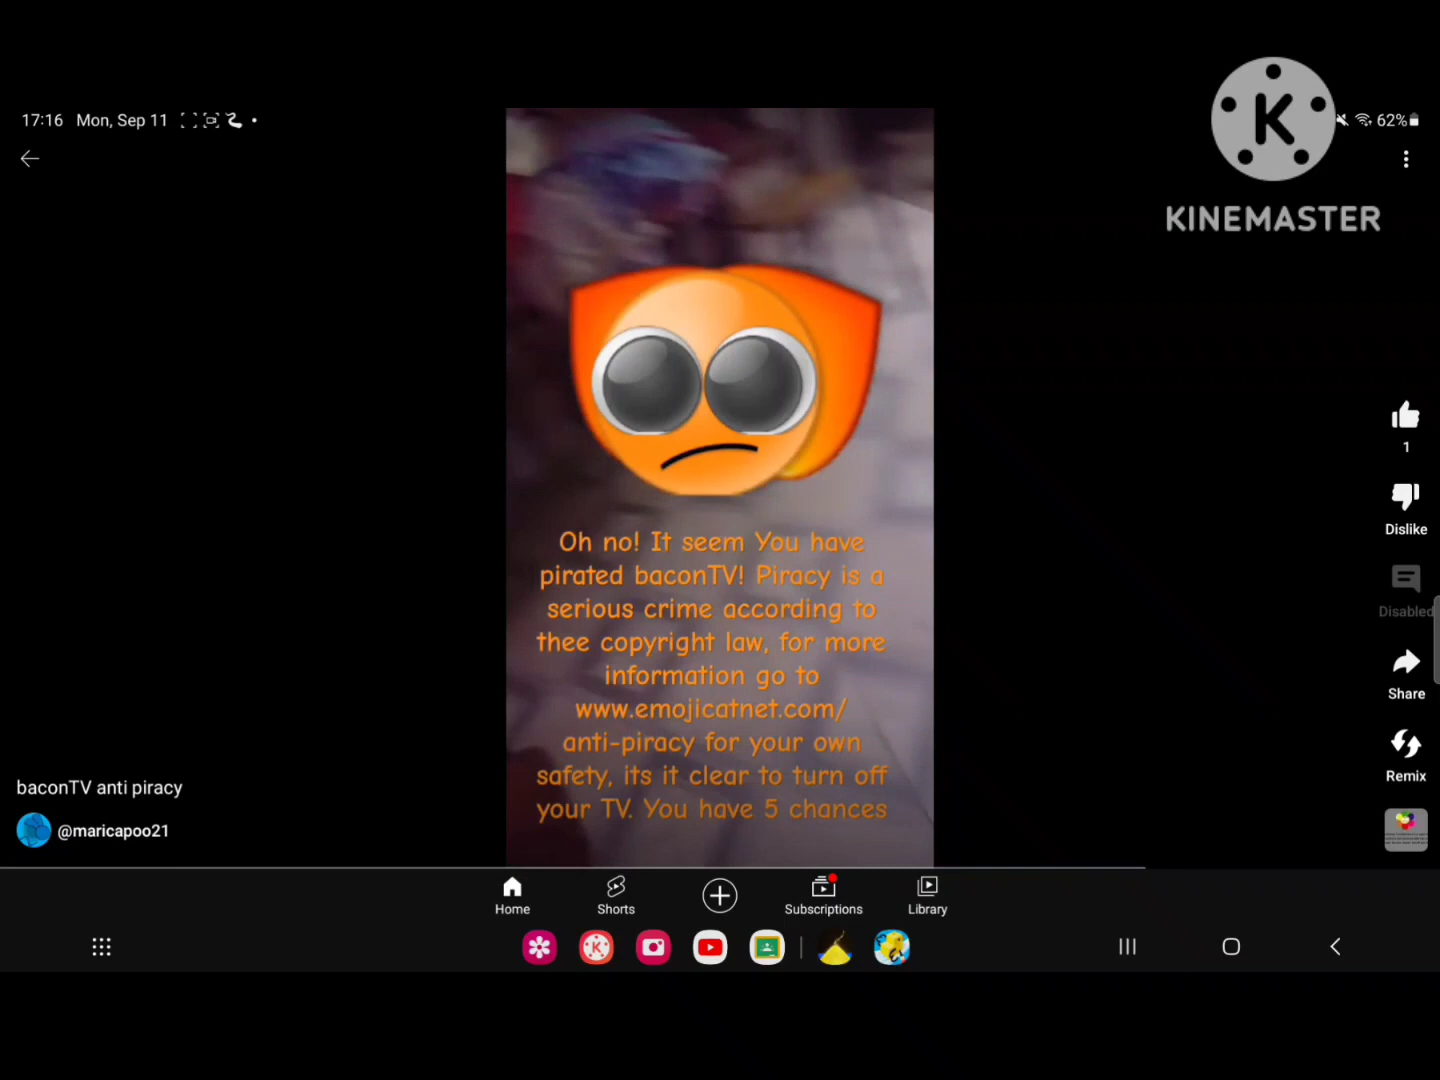 17:16 Mon, Sep 11
62%
KINEMASTER
Oh no! It seem You have
pirated baconTV! Piracy is a
serious crime according to
thee copyright law, for more
information go to
www.emojicatnet.com/
anti-piracy for your own
safety, its it clear to turn off
your TV. You have 5 chances
1
Dislike
Disabled
Share
Remix
baconTV anti piracy
@maricapoo21
Home
Shorts
Subscriptions
Library